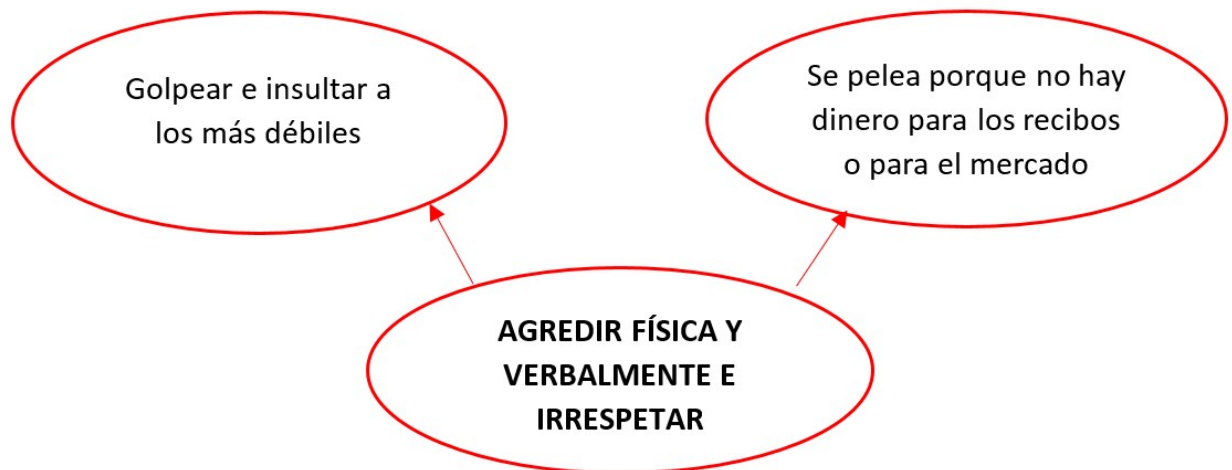 Golpear e insultar a
los más débiles
Se pelea porque no hay
dinero para los recibos
o para el mercado
AGREDIR FÍSICA Y
VERBALMENTE E
IRRESPETAR